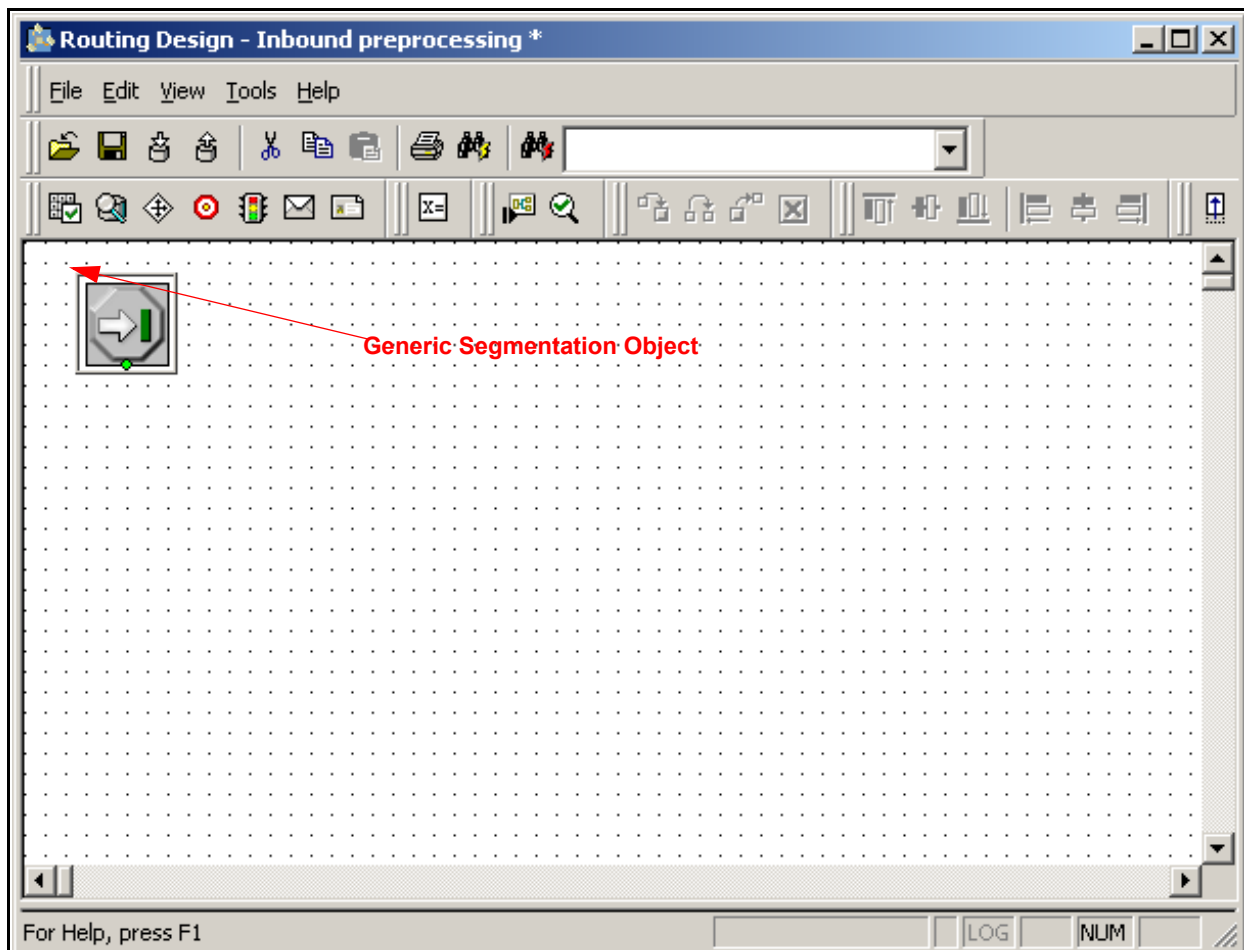 Routing Design - Inbound preprocessing *
File Edit View Tools Help
X=
Generic Segmentation Object
For Help, press F1
LOG
NUM